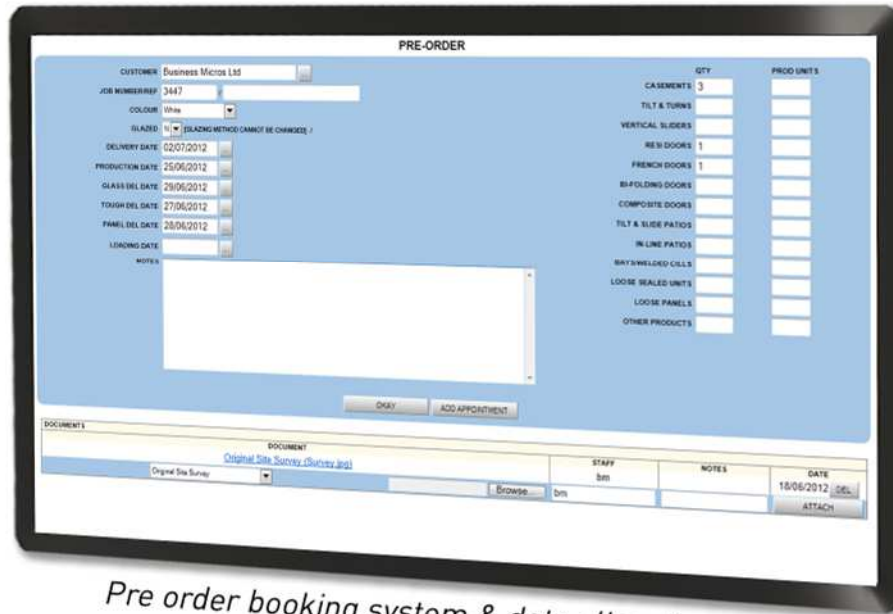 PRE-ORDER
CUSTOMER Business Micros Ltd ...
JOB NUMBER/REF 3447 /
COLOUR White
GLAZED N [GLAZING METHOD CANNOT BE CHANGED] -/
DELIVERY DATE 02/07/2012 ...
PRODUCTION DATE 25/06/2012 ...
GLASS DEL DATE 29/06/2012 ...
TOUGH DEL DATE 27/06/2012 ...
PANEL DEL DATE 28/06/2012 ...
LOADING DATE ...
NOTES
QTY PROD UNITS
CASEMENTS 3
TILT & TURNS
VERTICAL SLIDERS
RESI DOORS 1
FRENCH DOORS 1
BI-FOLDING DOORS
COMPOSITE DOORS
TILT & SLIDE PATIOS
IN-LINE PATIOS
BAYS/WELDED CILLS
LOOSE SEALED UNITS
LOOSE PANELS
OTHER PRODUCTS
OKAY ADD APPOINTMENT
DOCUMENTS
DOCUMENT STAFF NOTES DATE
Original Site Survey (Survey.jpg) bm 18/06/2012 DEL
Original Site Survey Browse... bm ATTACH
Pre order booking system &